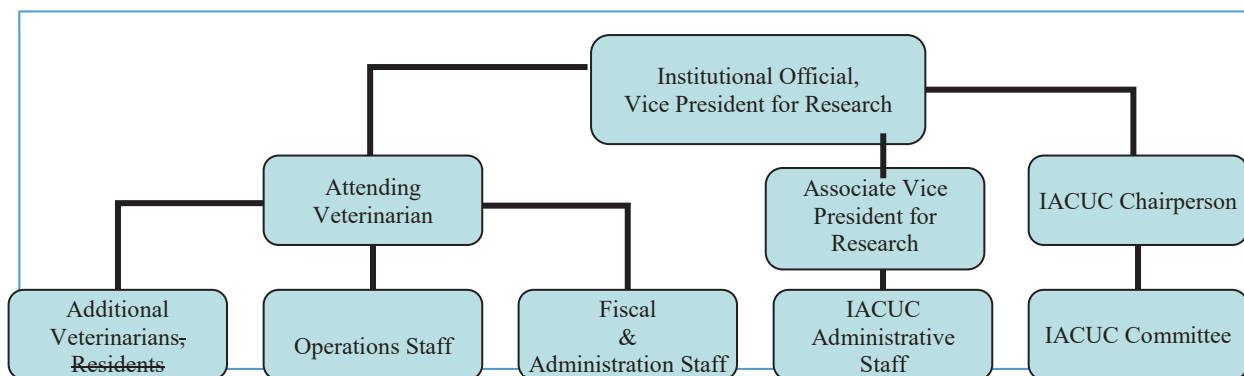 Institutional Official,
Vice President for Research
Attending
Veterinarian
Associate Vice
President for
Research
IACUC Chairperson
Additional
Veterinarians,
Residents
Operations Staff
Fiscal
&
Administration Staff
IACUC
Administrative
Staff
IACUC Committee